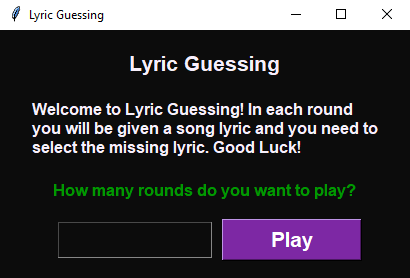 Lyric Guessing
Lyric Guessing
Welcome to Lyric Guessing! In each round
you will be given a song lyric and you need to
select the missing lyric. Good Luck!
How many rounds do you want to play?
Play